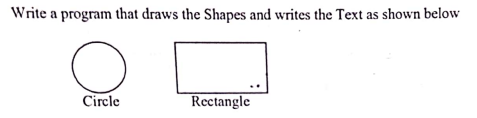 Write a program that draws the Shapes and writes the Text as shown below
Circle
Rectangle